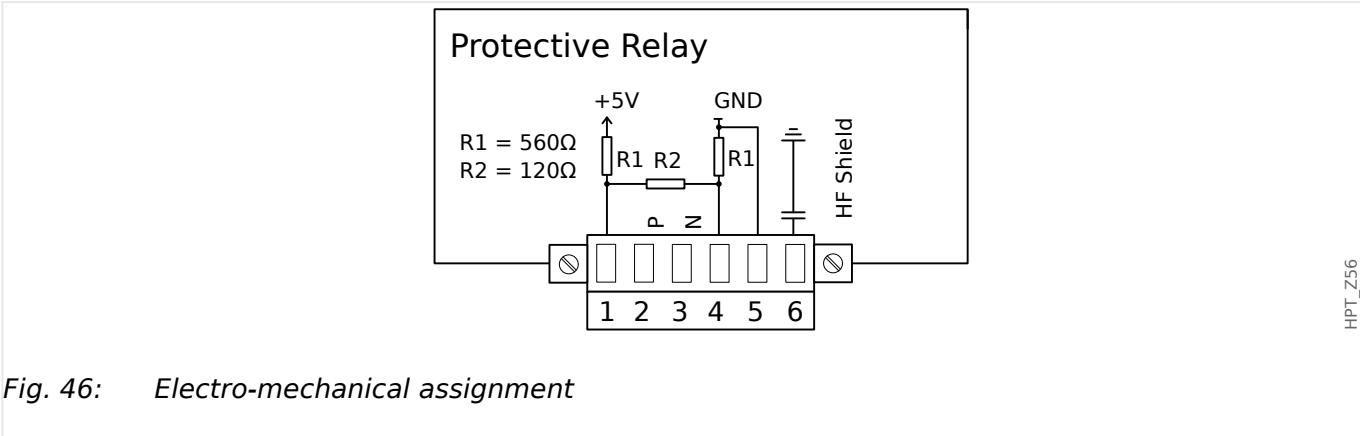 Protective Relay
+5V GND
R1 = 560Ω
R2 = 120Ω
R1 R2 R1
HF Shield
P N
1 2 3 4 5 6
HPT_Z56
Fig. 46: Electro-mechanical assignment